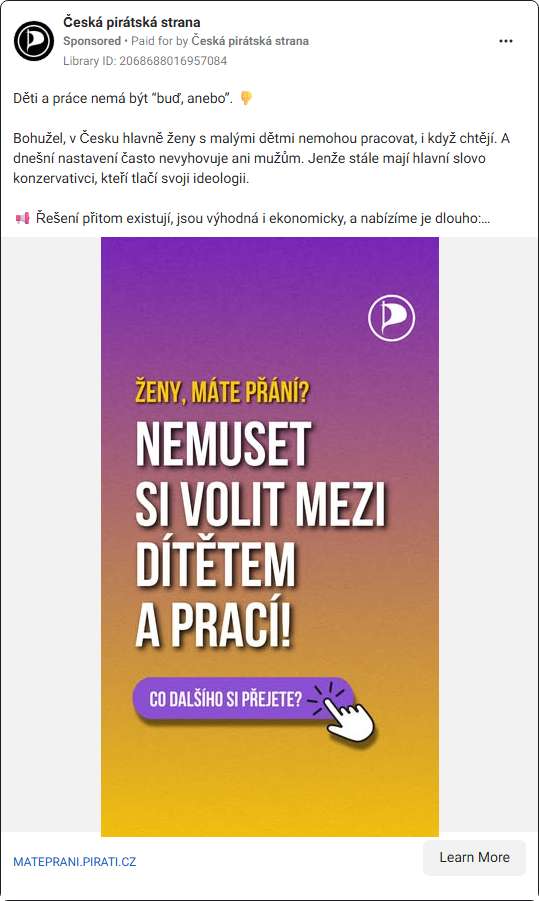 Česká pirátská strana
Sponsored • Paid for by Česká pirátská strana
Library ID: 2068688016957084
Děti a práce nemá být “buď, anebo”. 👎
Bohužel, v Česku hlavně ženy s malými dětmi nemohou pracovat, i když chtějí. A
dnešní nastavení často nevyhovuje ani mužům. Jenže stále mají hlavní slovo
konzervativci, kteří tlačí svoji ideologii.
📢 Řešení přitom existují, jsou výhodná i ekonomicky, a nabízíme je dlouho:...
ŽENY, MÁTE PŘÁNÍ?
NEMUSET
SI VOLIT MEZI
DÍTĚTEM
A PRACÍ!
CO DALŠÍHO SI PŘEJETE?
MATEPRANI.PIRATI.CZ
Learn More